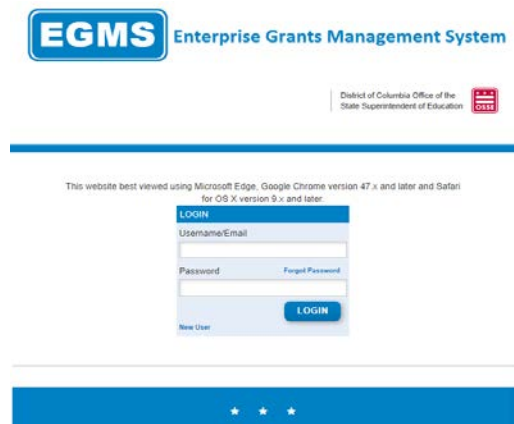 EGMS Enterprise Grants Management System
District of Columbia Office of the
State Superintendent of Education
OSSE
This website best viewed using Microsoft Edge, Google Chrome version 47.x and later and Safari
for OS X version 9.x and later.
LOGIN
Username/Email
Password Forgot Password
LOGIN
New User